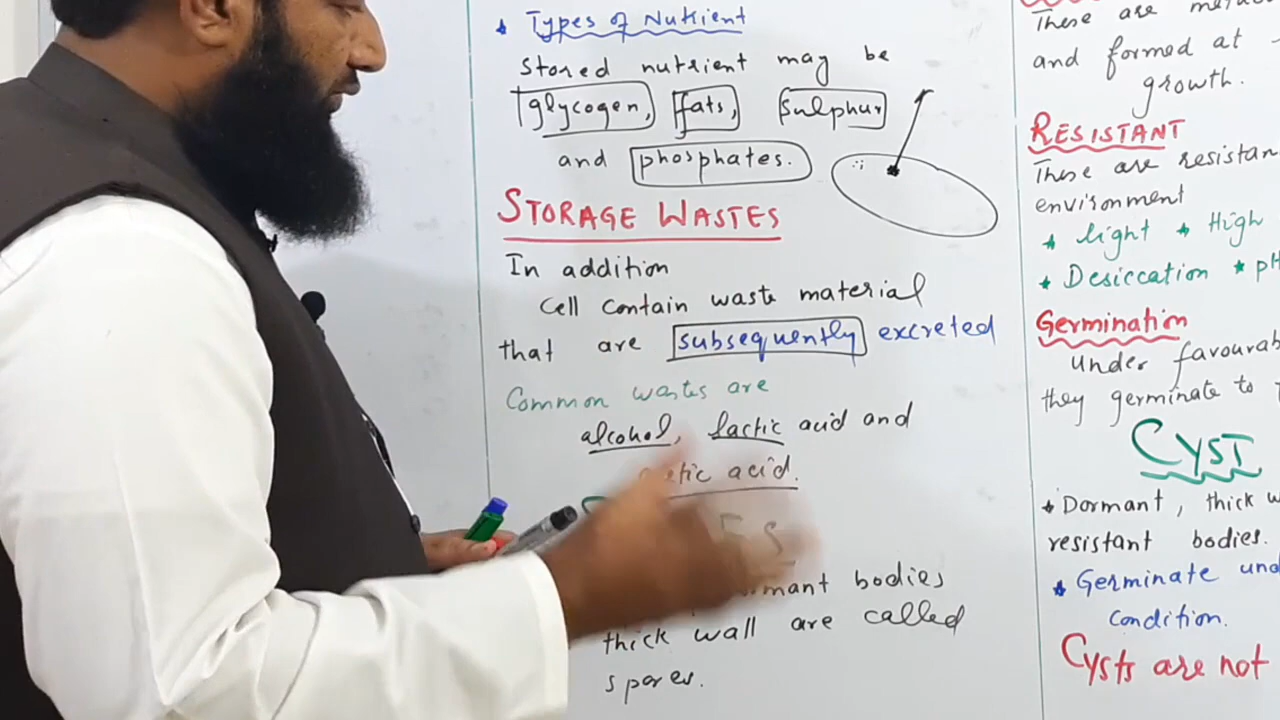 * Types of Nutrient
Stored nutrient may be
glycogen, fats, Sulphur
and phosphates.
STORAGE WASTES
In addition
Cell contain waste material
that are subsequently excreted
Common wastes are
alcohol, lactic acid and
acid.
bodies
thick wall are called
spores.
These are
and formed at
growth.
RESISTANT
These are
environment
* light * High
* Desiccation * pH
Germination
Under
they germinate to
CYST
* Dormant, thick
resistant bodies.
* Germinate
condition.
Cysts are not